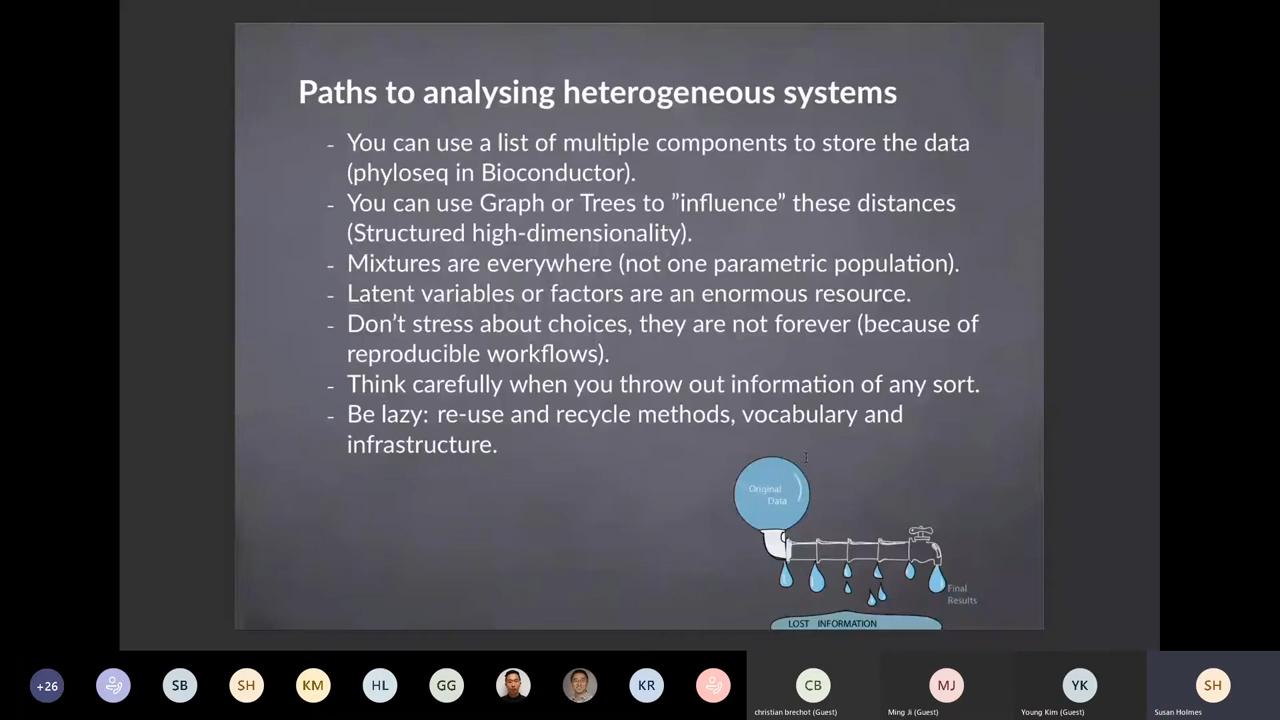 Paths to analysing heterogeneous systems
- You can use a list of multiple components to store the data
(phyloseq in Bioconductor).
- You can use Graph or Trees to ”influence” these distances
(Structured high-dimensionality).
- Mixtures are everywhere (not one parametric population).
- Latent variables or factors are an enormous resource.
- Don’t stress about choices, they are not forever (because of
reproducible workflows).
- Think carefully when you throw out information of any sort.
- Be lazy: re-use and recycle methods, vocabulary and
infrastructure.
Original
Data
Final
Results
LOST INFORMATION
+26
SB
SH
KM
HL
GG
KR
CB
MJ
YK
SH
christian brechot (Guest)
Ming Ji (Guest)
Young Kim (Guest)
Susan Holmes